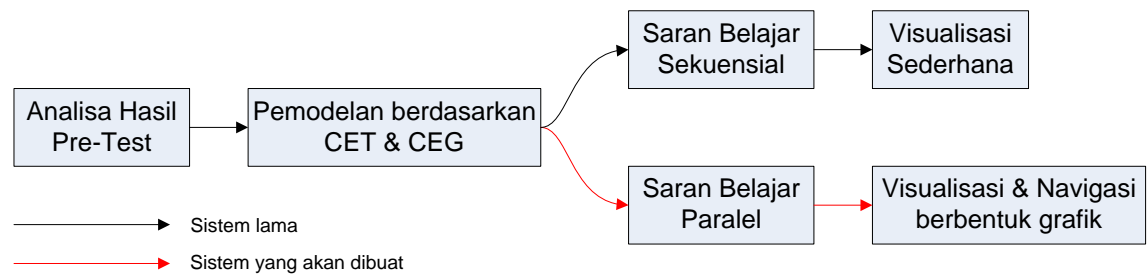 Analisa Hasil
Pre-Test
Pemodelan berdasarkan
CET & CEG
Saran Belajar
Sekuensial
Visualisasi
Sederhana
Saran Belajar
Paralel
Visualisasi & Navigasi
berbentuk grafik
Sistem lama
Sistem yang akan dibuat